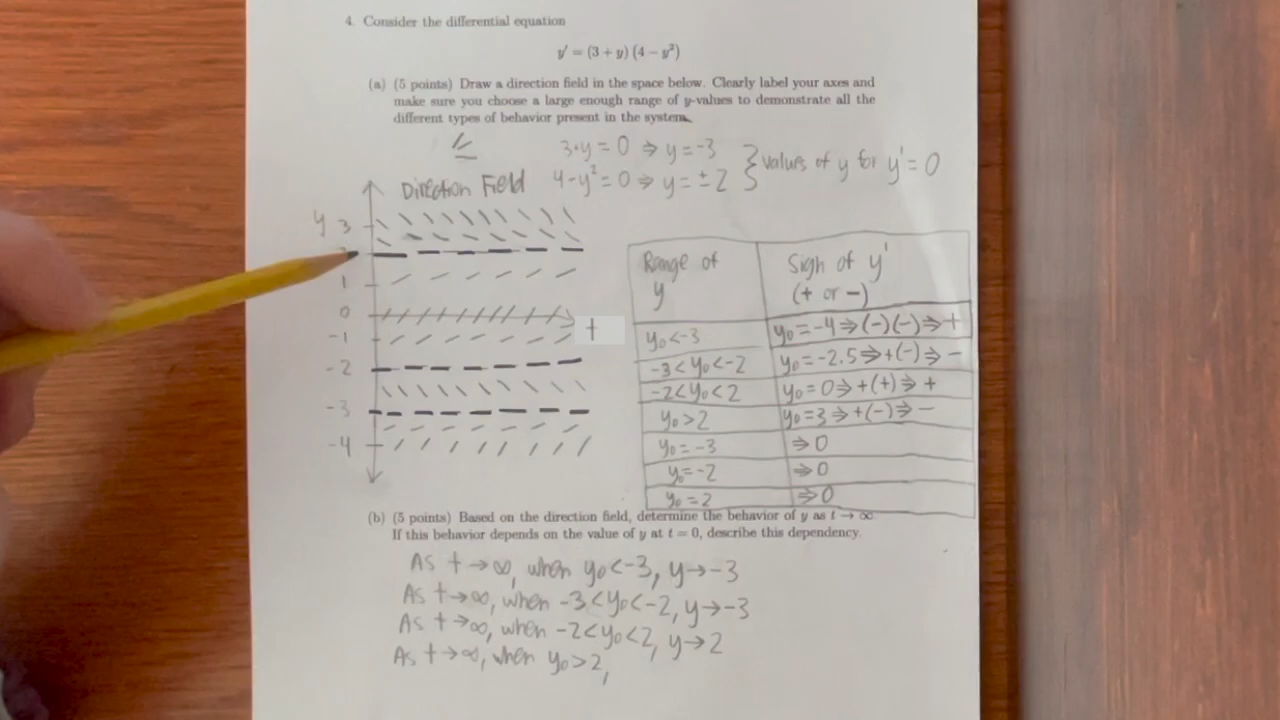 4. Consider the differential equation
y′ = (3 + y) (4 − y²)
(a) (5 points) Draw a direction field in the space below. Clearly label your axes and
make sure you choose a large enough range of y-values to demonstrate all the
different types of behavior present in the system.
3+y = 0 ⇒ y = -3
4-y² = 0 ⇒ y = ±2
} values of y for y' = 0
Direction Field
y 3
1
0
t
-1
-2
-3
-4
Range of y
Sign of y' (+ or -)
y₀ < -3
y₀ = -4 ⇒ (-)(-) ⇒ +
-3 < y₀ < -2
y₀ = -2.5 ⇒ +(-) ⇒ -
-2 < y₀ < 2
y₀ = 0 ⇒ +(+) ⇒ +
y₀ > 2
y₀ = 3 ⇒ +(-) ⇒ -
y₀ = -3
⇒ 0
y₀ = -2
⇒ 0
y₀ = 2
⇒ 0
(b) (5 points) Based on the direction field, determine the behavior of y as t → ∞.
If this behavior depends on the value of y at t = 0, describe this dependency.
As t → ∞, when y₀ < -3, y → -3
As t → ∞, when -3 < y₀ < -2, y → -3
As t → ∞, when -2 < y₀ < 2, y → 2
As t → ∞, when y₀ > 2,